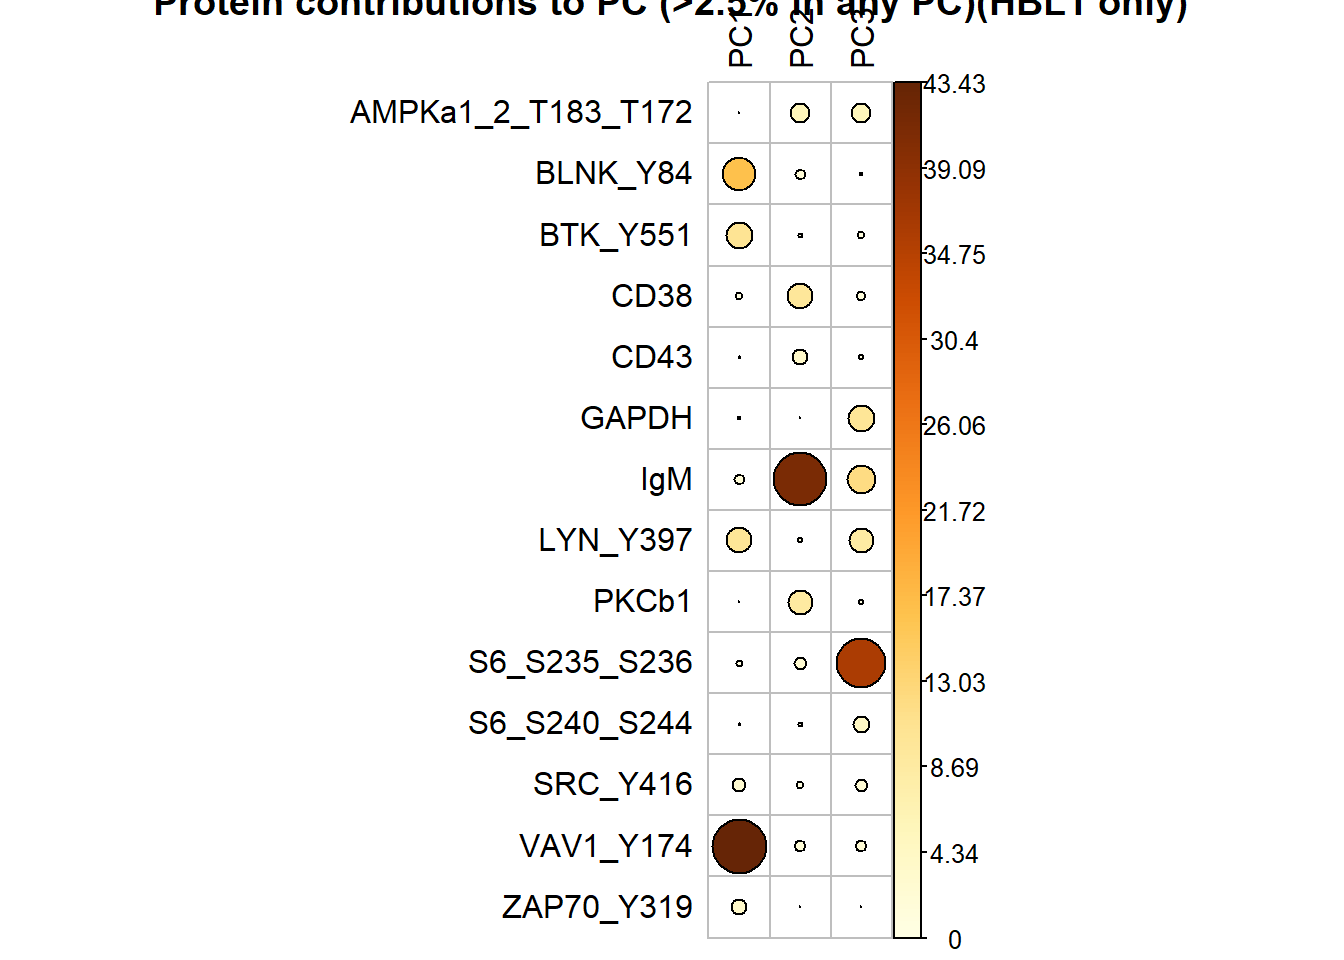 Protein contributions to PC (>2.5% in any PC)(HBL1 only)
PC1 PC2 PC3
AMPKa1_2_T183_T172
BLNK_Y84
BTK_Y551
CD38
CD43
GAPDH
IgM
LYN_Y397
PKCb1
S6_S235_S236
S6_S240_S244
SRC_Y416
VAV1_Y174
ZAP70_Y319
43.43
39.09
34.75
30.4
26.06
21.72
17.37
13.03
8.69
4.34
0